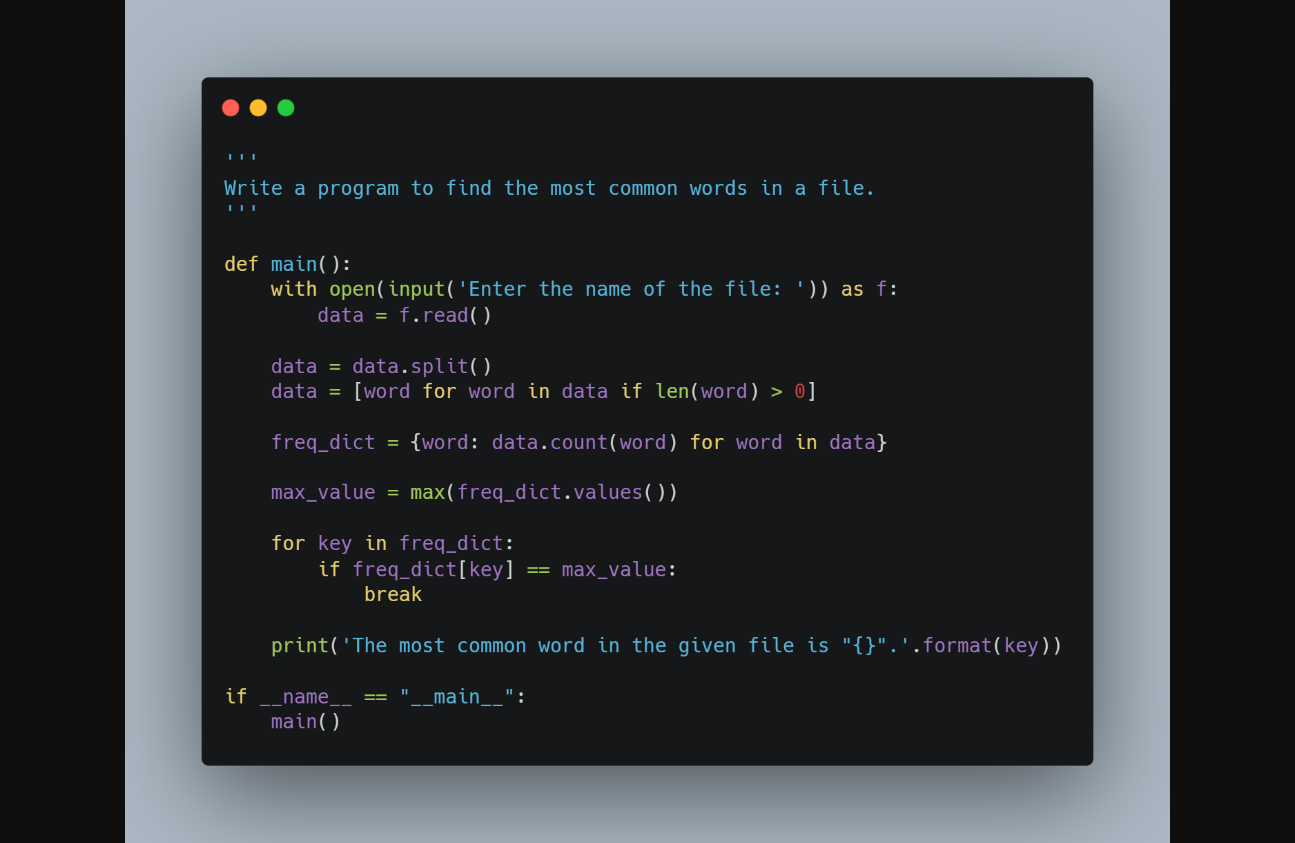 '''
Write a program to find the most common words in a file.
'''

def main():
    with open(input('Enter the name of the file: ')) as f:
        data = f.read()

    data = data.split()
    data = [word for word in data if len(word) > 0]

    freq_dict = {word: data.count(word) for word in data}

    max_value = max(freq_dict.values())

    for key in freq_dict:
        if freq_dict[key] == max_value:
            break

    print('The most common word in the given file is "{}".'.format(key))

if __name__ == "__main__":
    main()